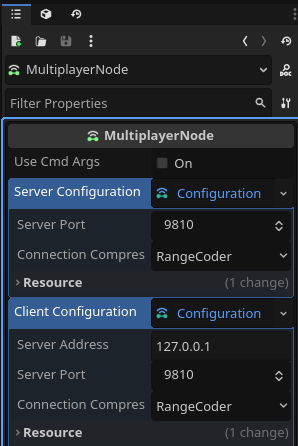 MultiplayerNode
DOC
Filter Properties
MultiplayerNode
Use Cmd Args On
Server Configuration Configuration
Server Port 9810
Connection Compres RangeCoder
Resource (1 change)
Client Configuration Configuration
Server Address 127.0.0.1
Server Port 9810
Connection Compres RangeCoder
Resource (1 change)